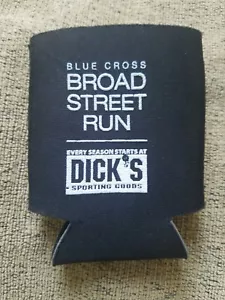 BLUE CROSS
BROAD
STREET
RUN
EVERY SEASON STARTS AT
DICK'S
SPORTING GOODS